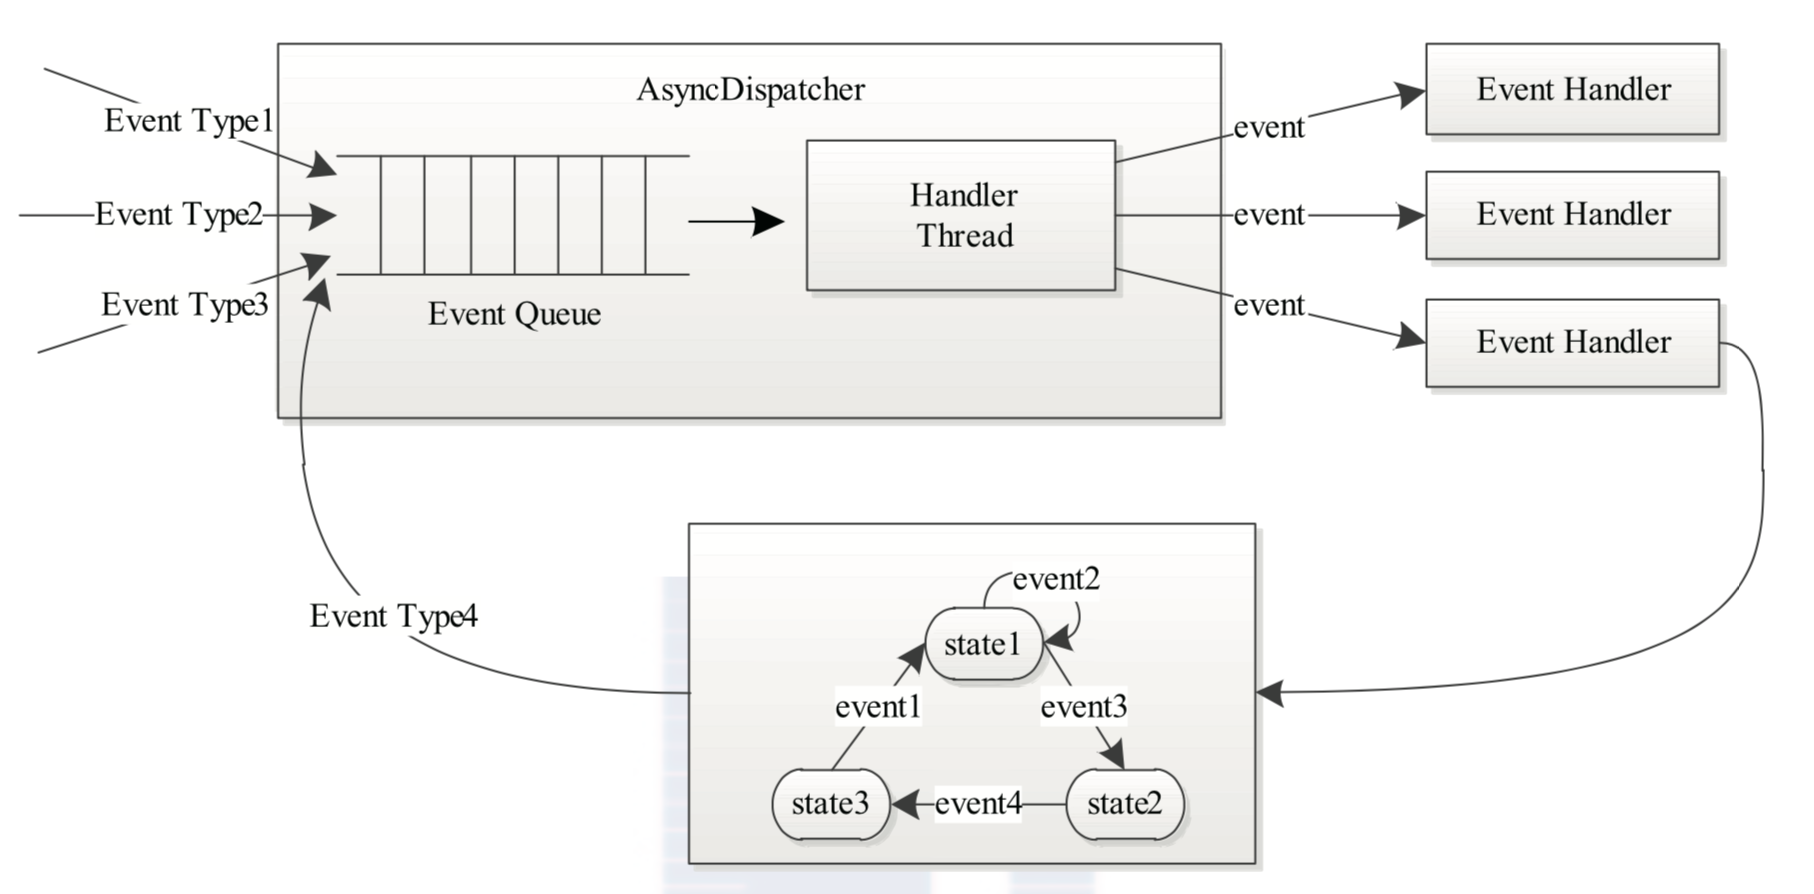 AsyncDispatcher
Event Handler
Event Type1
event
Handler
Thread
Event Type2
event
Event Handler
Event Type3
Event Queue
event
Event Handler
event2
state1
Event Type4
event1
event3
state3
event4
state2